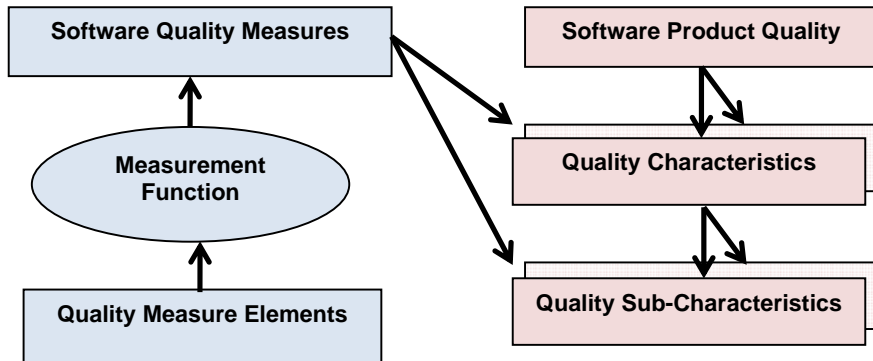 Software Quality Measures
Software Product Quality
Measurement
Function
Quality Characteristics
Quality Measure Elements
Quality Sub-Characteristics